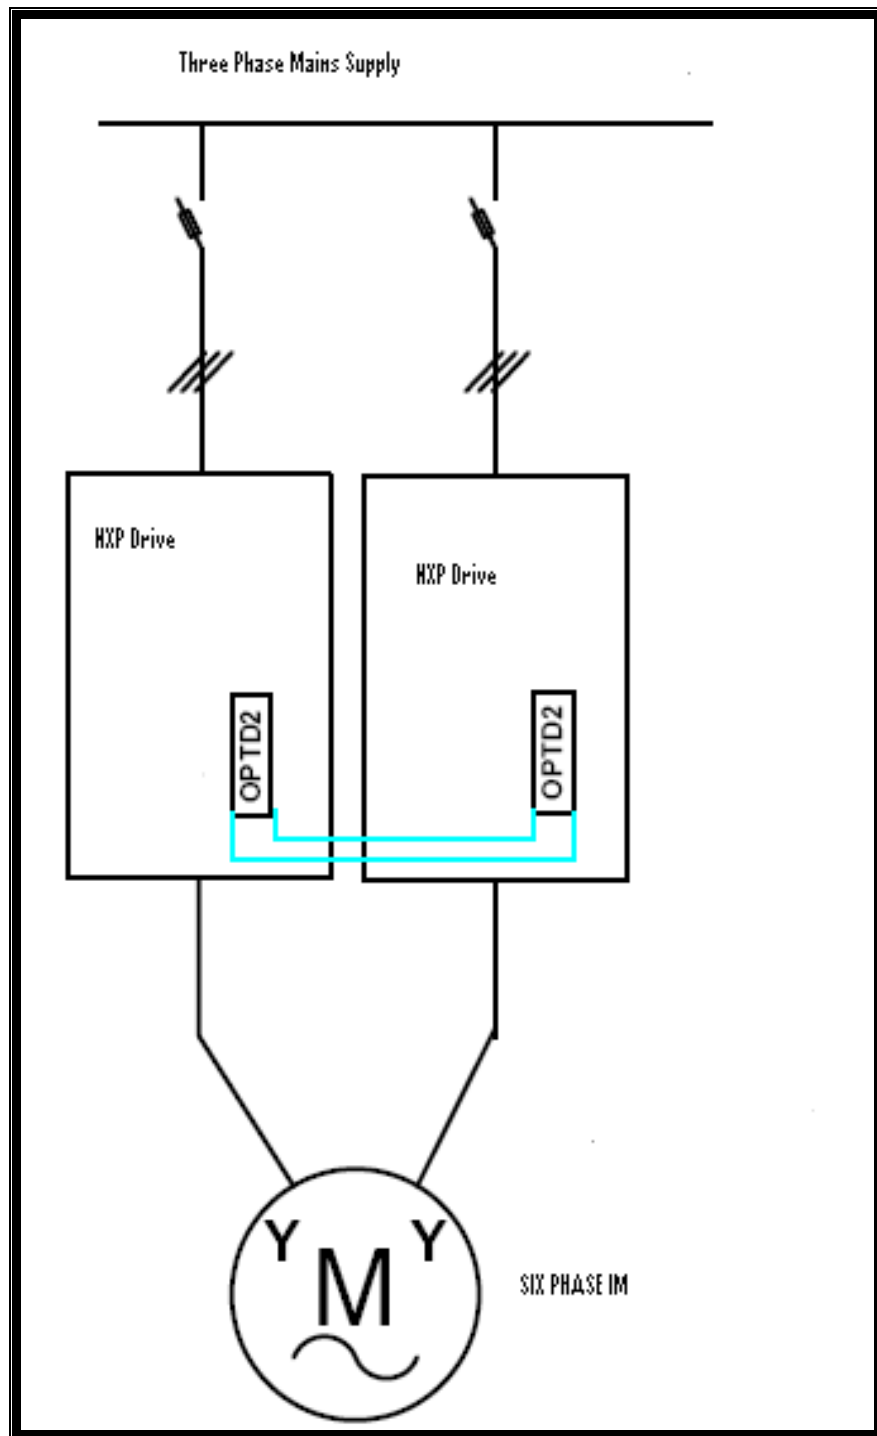 Three Phase Mains Supply
NXP Drive
NXP Drive
OPTD2
OPTD2
Y
Y
M
SIX PHASE IM